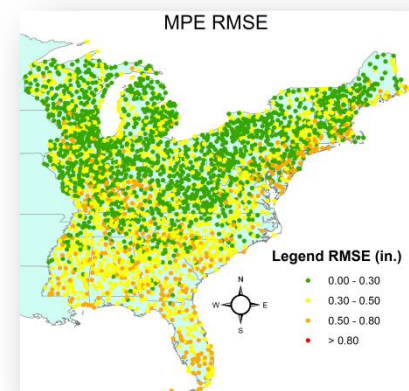 MPE RMSE
N
W E
S
Legend RMSE (in.)
0.00 - 0.30
0.30 - 0.50
0.50 - 0.80
> 0.80